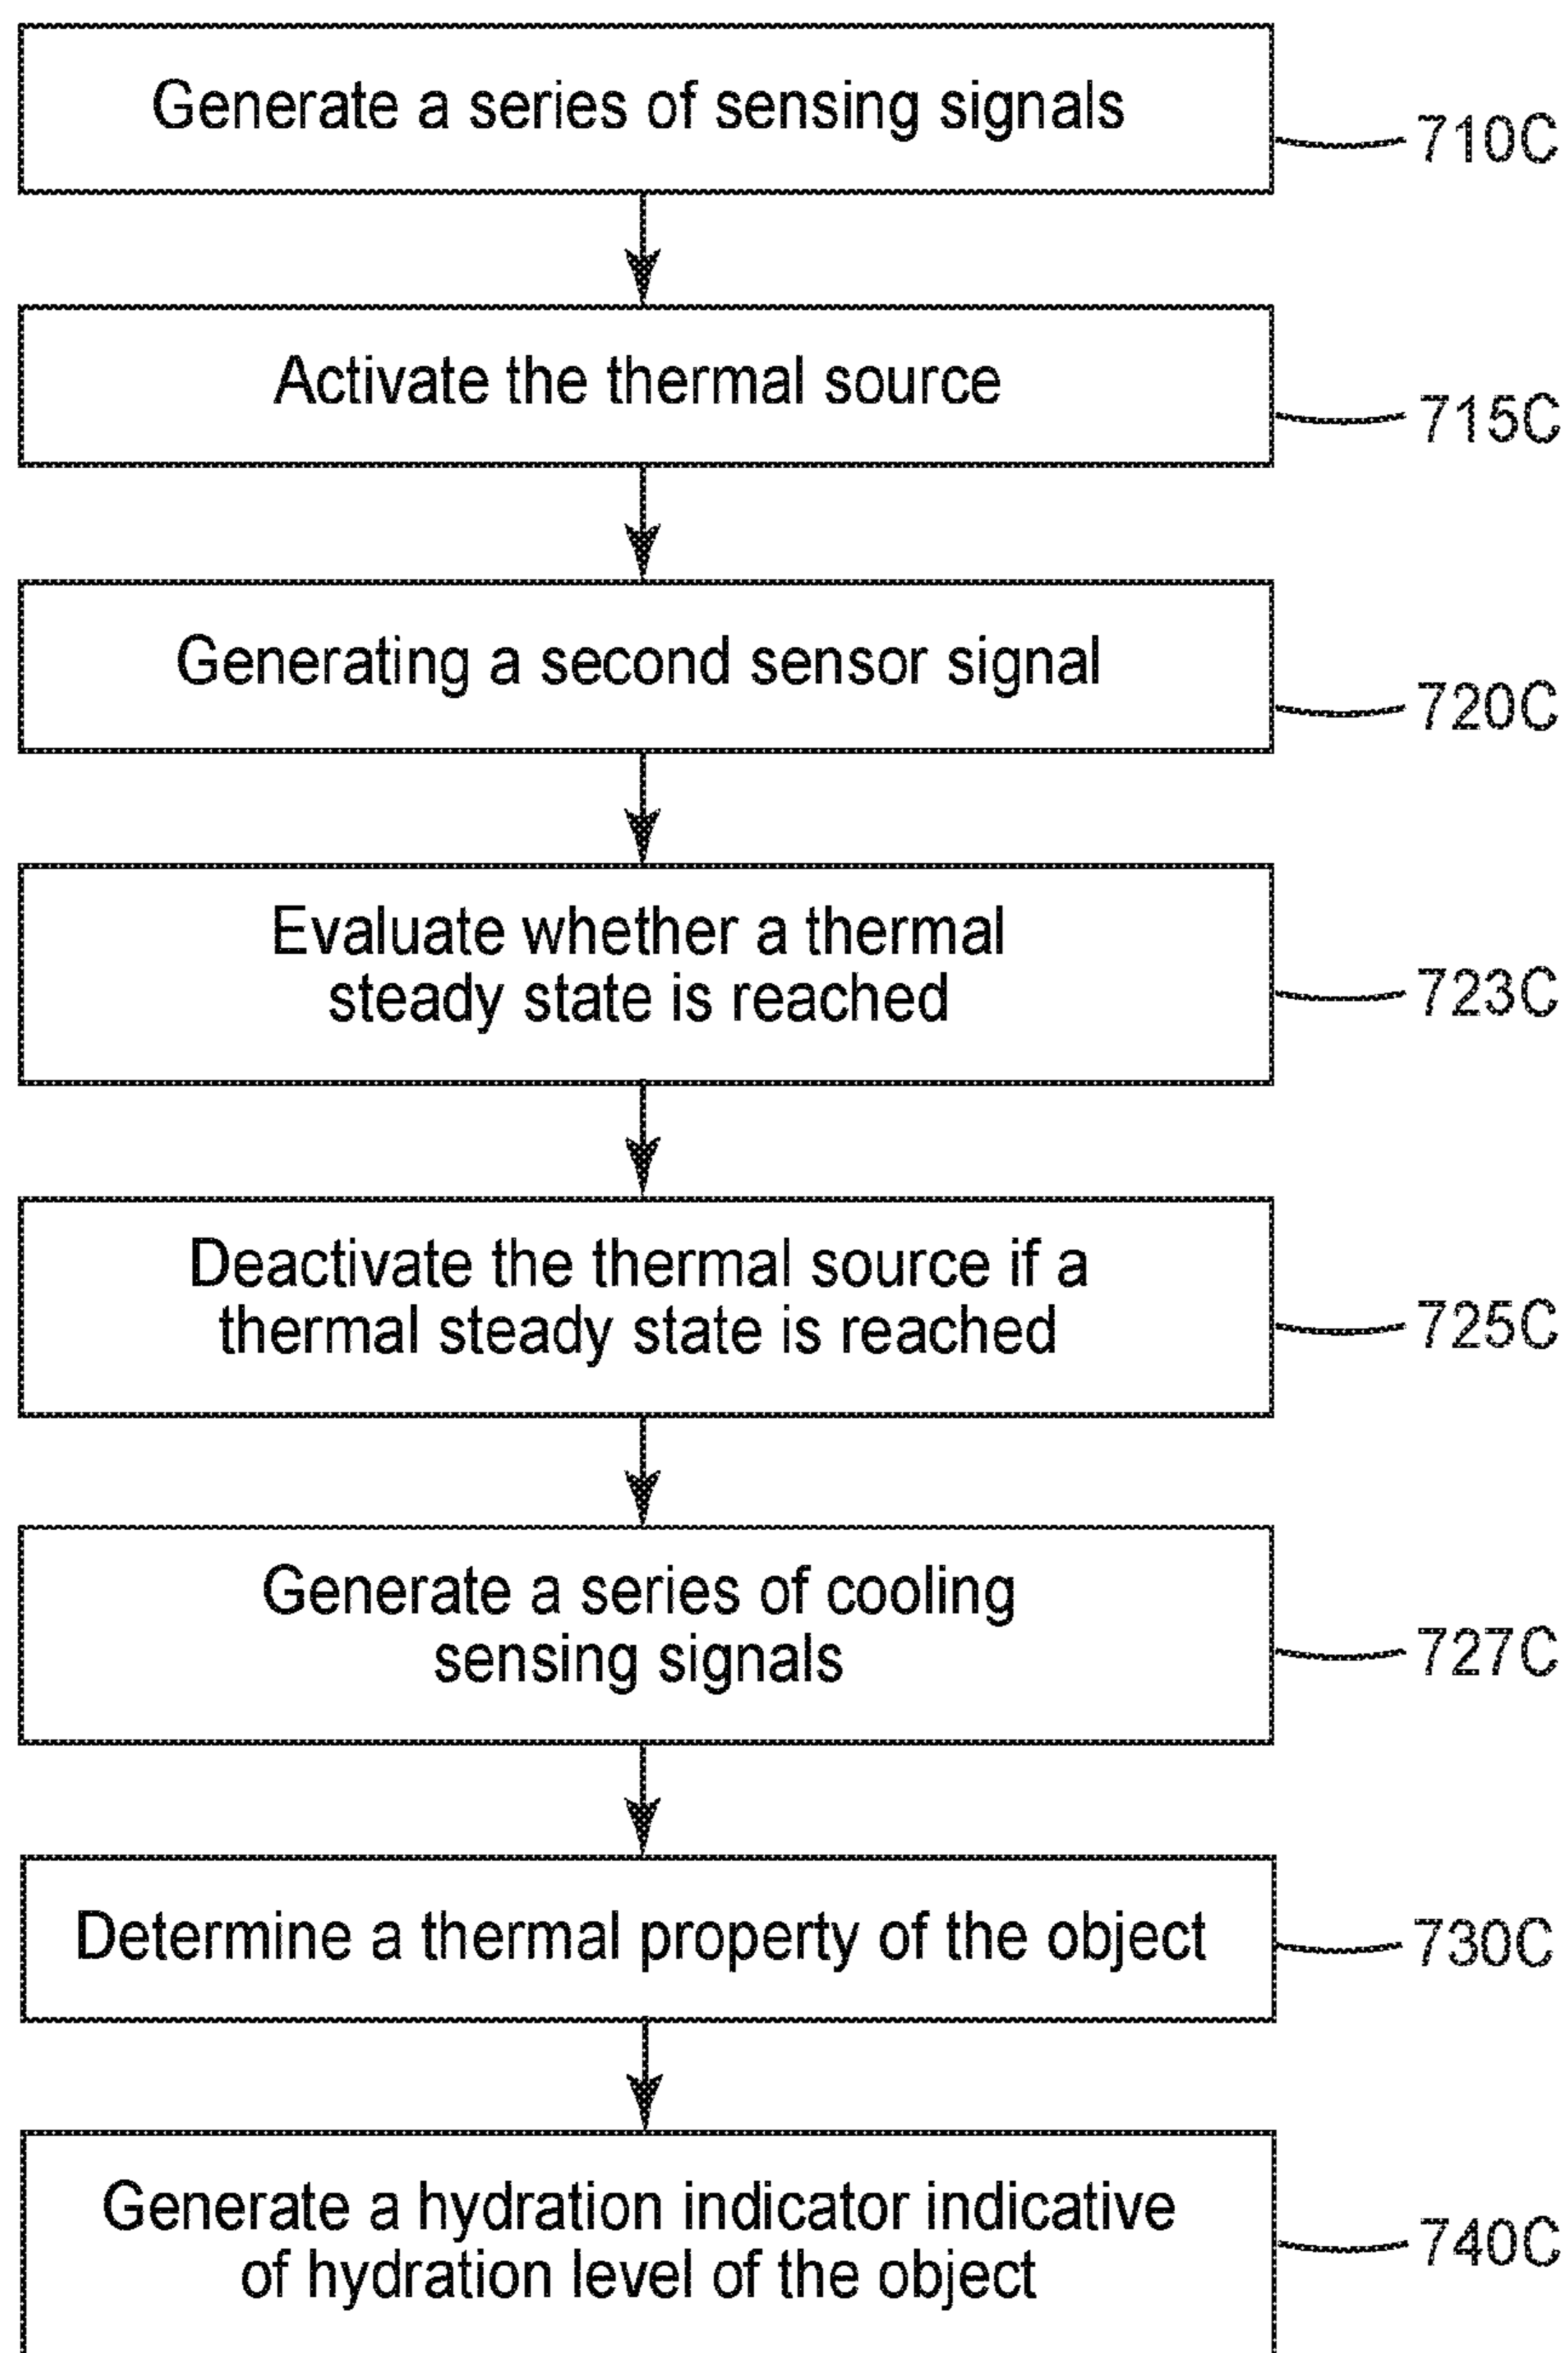 Generate a series of sensing signals
710C
Activate the thermal source
715C
Generating a second sensor signal
720C
Evaluate whether a thermal
steady state is reached
723C
Deactivate the thermal source if a
thermal steady state is reached
725C
Generate a series of cooling
sensing signals
727C
Determine a thermal property of the object
730C
Generate a hydration indicator indicative
of hydration level of the object
740C